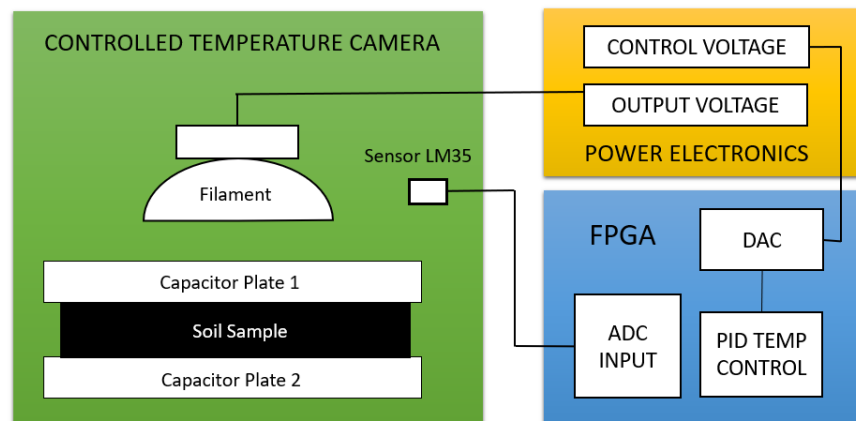 CONTROLLED TEMPERATURE CAMERA
Sensor LM35
Filament
Capacitor Plate 1
Soil Sample
Capacitor Plate 2
CONTROL VOLTAGE
OUTPUT VOLTAGE
POWER ELECTRONICS
FPGA
DAC
ADC
INPUT
PID TEMP
CONTROL